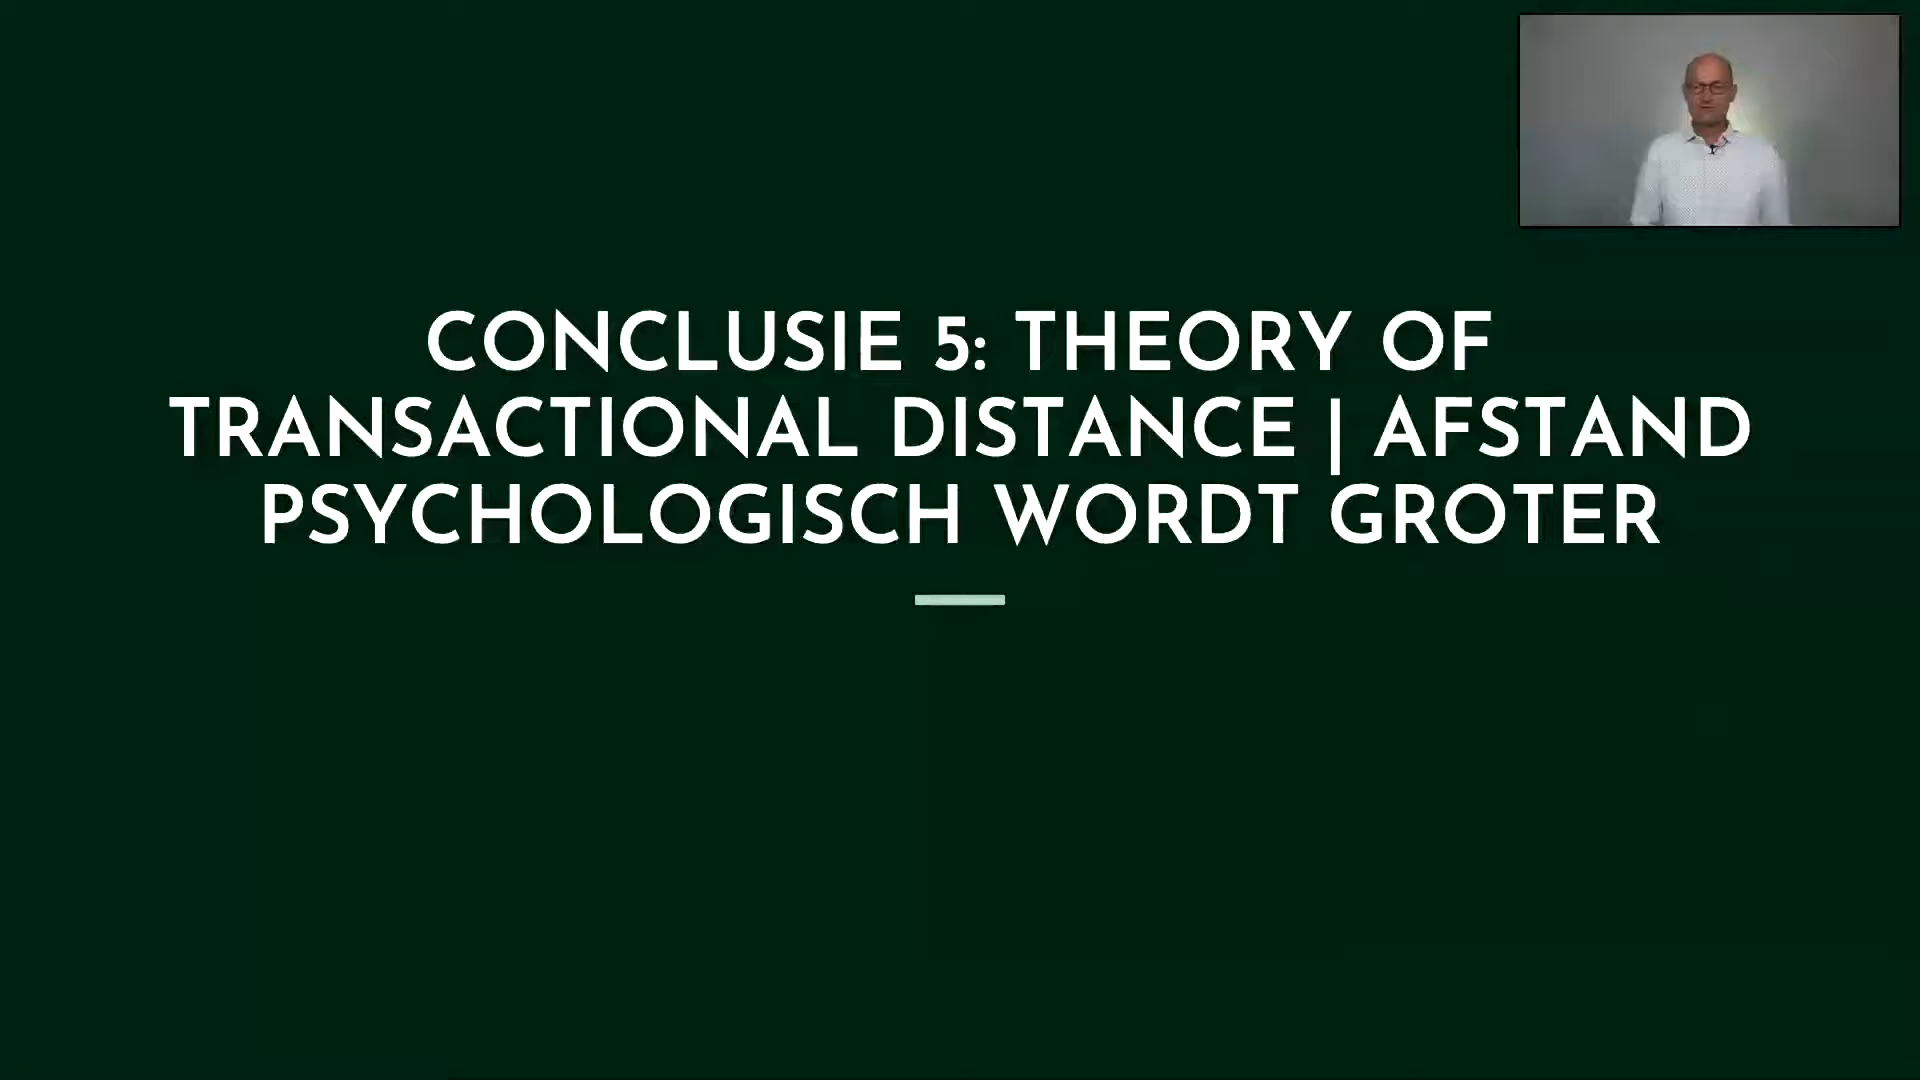 CONCLUSIE 5: THEORY OF
TRANSACTIONAL DISTANCE | AFSTAND
PSYCHOLOGISCH WORDT GROTER